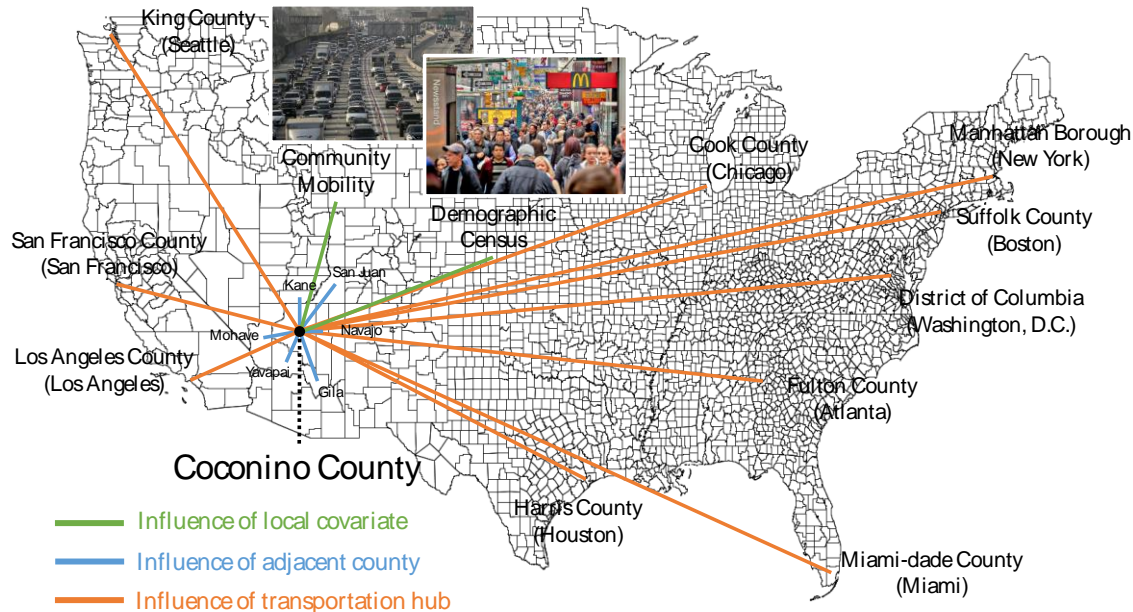 King County
(Seattle)
Newsstand
Community
Mobility
Cook County
(Chicago)
Manhattan Borough
(New York)
Demographic
Census
Suffolk County
(Boston)
San Francisco County
(San Francisco)
San Juan
Kane
District of Columbia
(Washington, D.C.)
Mohave
Navajo
Los Angeles County
(Los Angeles)
Yavapai
Gila
Fulton County
(Atlanta)
Coconino County
Harris County
(Houston)
Influence of local covariate
Influence of adjacent county
Miami-dade County
(Miami)
Influence of transportation hub